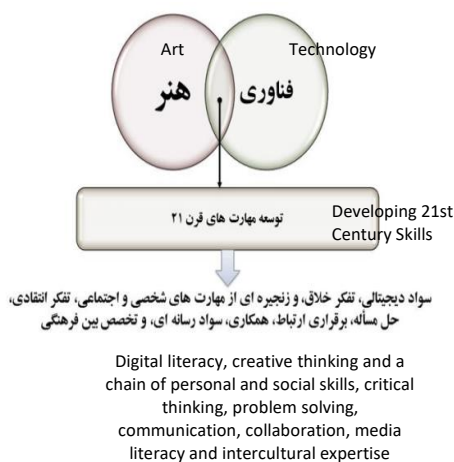 Art
Technology
هنر
فناوری
توسعه مهارت های قرن ۲۱
Developing 21st
Century Skills
سواد دیجیتالی، تفکر خلاق، و زنجیره ای از مهارت های شخصی و اجتماعی، تفکر انتقادی،
حل مسأله، برقراری ارتباط، همکاری، سواد رسانه ای، و تخصص بین فرهنگی
Digital literacy, creative thinking and a
chain of personal and social skills, critical
thinking, problem solving,
communication, collaboration, media
literacy and intercultural expertise